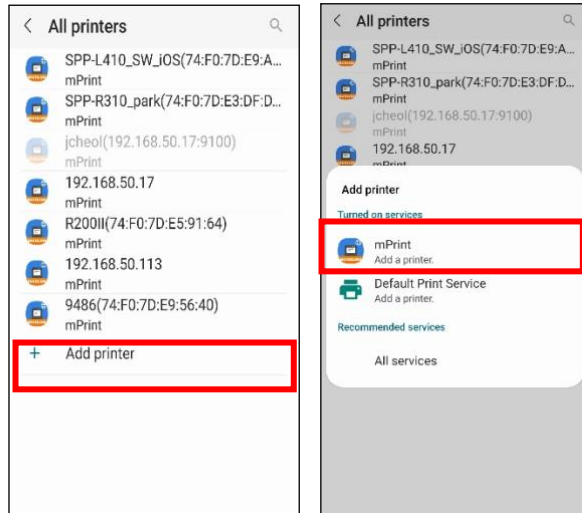 All printers
SPP-L410_SW_iOS(74:F0:7D:E9:A...
mPrint
SPP-R310_park(74:F0:7D:E3:DF:D...
mPrint
jcheol(192.168.50.17:9100)
mPrint
192.168.50.17
mPrint
R200II(74:F0:7D:E5:91:64)
mPrint
192.168.50.113
mPrint
9486(74:F0:7D:E9:56:40)
mPrint
+ Add printer
All printers
SPP-L410_SW_iOS(74:F0:7D:E9:A...
mPrint
SPP-R310_park(74:F0:7D:E3:DF:D...
mPrint
jcheol(192.168.50.17:9100)
mPrint
192.168.50.17
mPrint
Add printer
Turned on services
mPrint
Add a printer.
Default Print Service
Add a printer.
Recommended services
All services